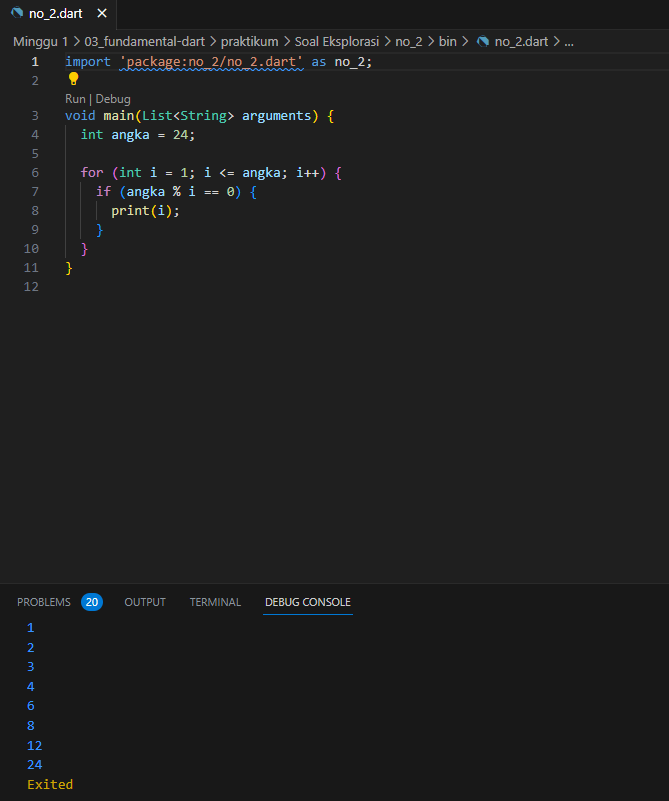 no_2.dart
Minggu 1 > 03_fundamental-dart > praktikum > Soal Eksplorasi > no_2 > bin > no_2.dart > ...
1 import 'package:no_2/no_2.dart' as no_2;
2
Run | Debug
3 void main(List<String> arguments) {
4   int angka = 24;
5
6   for (int i = 1; i <= angka; i++) {
7     if (angka % i == 0) {
8       print(i);
9     }
10   }
11 }
12
PROBLEMS 20 OUTPUT TERMINAL DEBUG CONSOLE
1
2
3
4
6
8
12
24
Exited